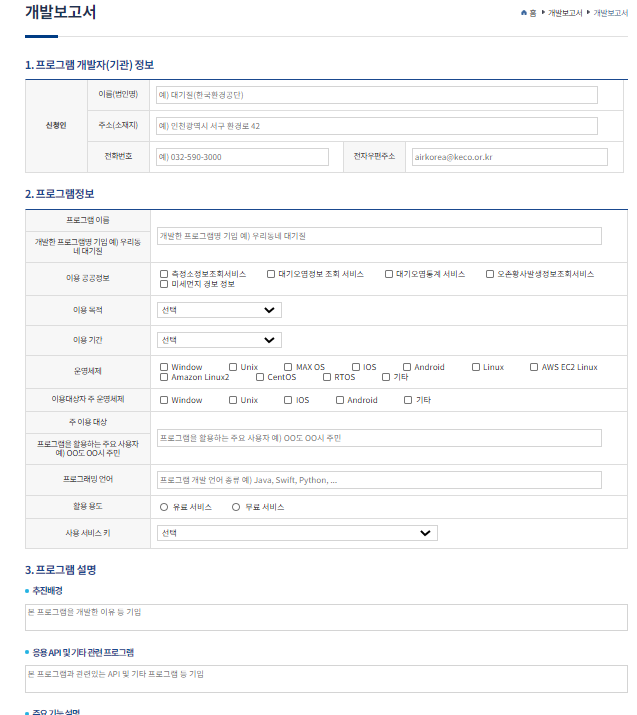 개발보고서
홈 개발보고서 개발보고서
1. 프로그램 개발자(기관) 정보
신청인
이름(법인명)
예) 대기질(한국환경공단)
주소(소재지)
예) 인천광역시 서구 환경로 42
전화번호
예) 032-590-3000
전자우편주소
airkorea@keco.or.kr
2. 프로그램정보
프로그램 이름
개발한 프로그램명 기입 예) 우리동
네 대기질
개발한 프로그램명 기입 예) 우리동네 대기질
이용 공공정보
측정소정보조회서비스 대기오염정보 조회 서비스 대기오염통계 서비스 오존황사발생정보조회서비스
미세먼지 경보 정보
이용 목적
선택
이용 기간
선택
운영체제
Window Unix MAX OS IOS Android Linux AWS EC2 Linux
Amazon Linux2 CentOS RTOS 기타
이용대상자 주 운영체제
Window Unix IOS Android 기타
주 이용 대상
프로그램을 활용하는 주요 사용자
예) OO도 OO시 주민
프로그램을 활용하는 주요 사용자 예) OO도 OO시 주민
프로그래밍 언어
프로그램 개발 언어 종류 예) Java, Swift, Python, ...
활용 용도
유료 서비스 무료 서비스
사용 서비스 키
선택
3. 프로그램 설명
추진배경
본 프로그램을 개발한 이유 등 기입
응용 API 및 기타 관련 프로그램
본 프로그램과 관련있는 API 및 기타 프로그램 등 기입
주요 기능 설명